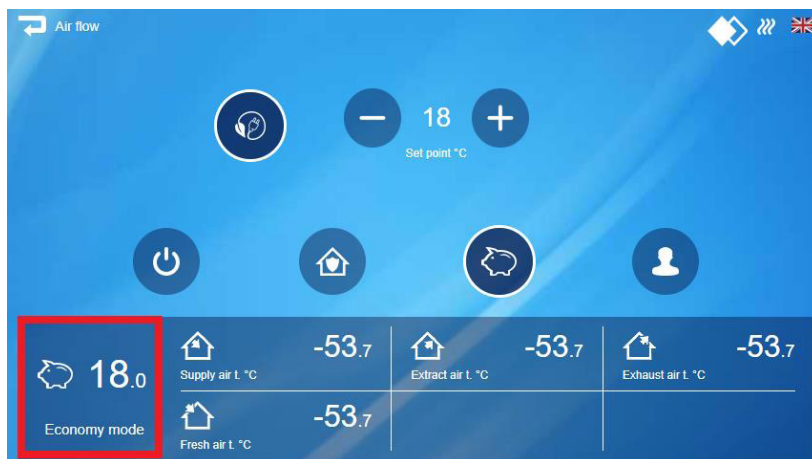 Air flow
18
Set point °C
18.0
Economy mode
-53.7
Supply air t. °C
-53.7
Extract air t. °C
-53.7
Exhaust air t. °C
-53.7
Fresh air t. °C